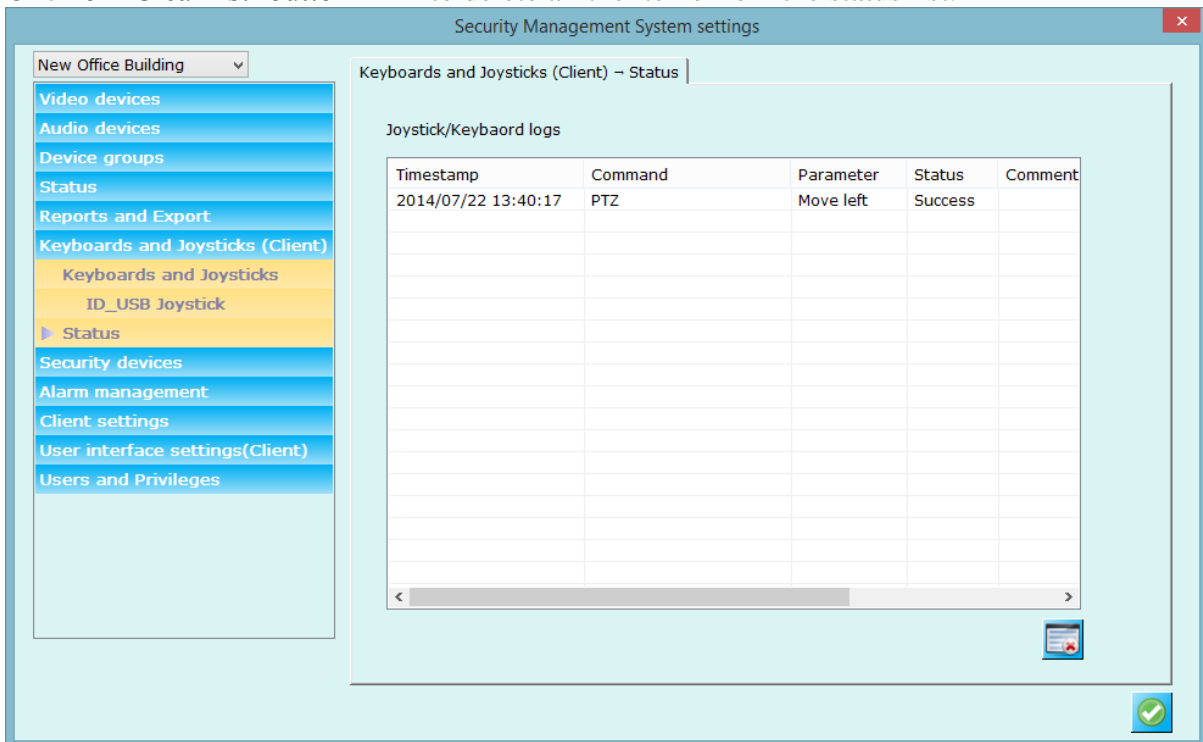 Security Management System settings
New Office Building
Video devices
Audio devices
Device groups
Status
Reports and Export
Keyboards and Joysticks (Client)
Keyboards and Joysticks
ID_USB Joystick
Status
Security devices
Alarm management
Client settings
User interface settings(Client)
Users and Privileges
Keyboards and Joysticks (Client) → Status
Joystick/Keybaord logs
Timestamp Command Parameter Status Comment
2014/07/22 13:40:17 PTZ Move left Success